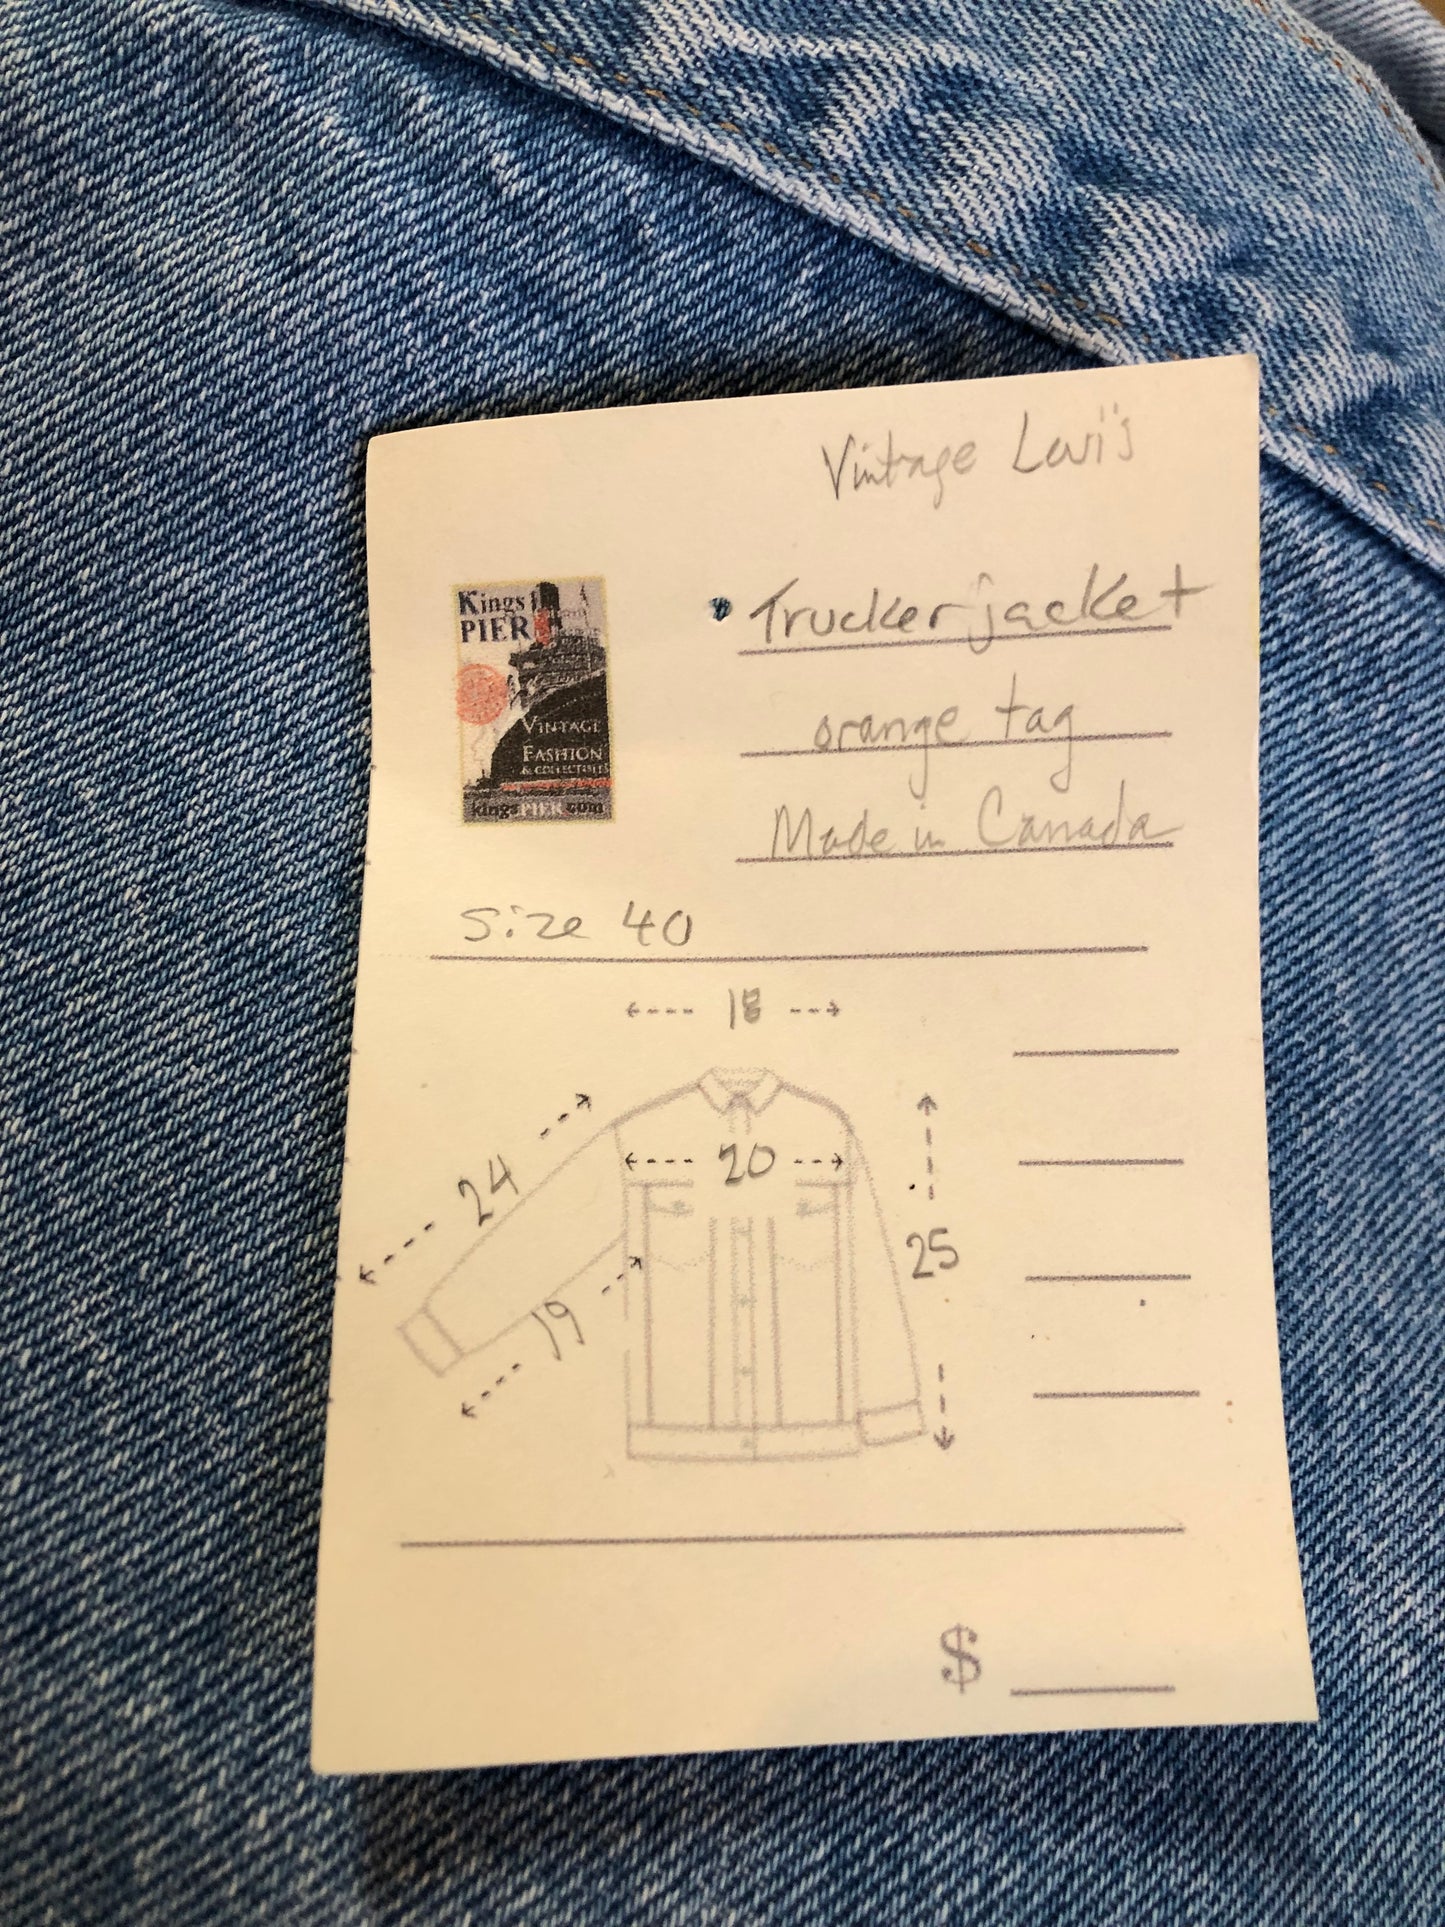 Vintage Levi's
Kings
PIER
VINTAGE
FASHION
& COLLECTIBLES
kingsPIER.com
Trucker jacket
orange tag
Made in Canada
Size 40
18
24
20
25
19
$